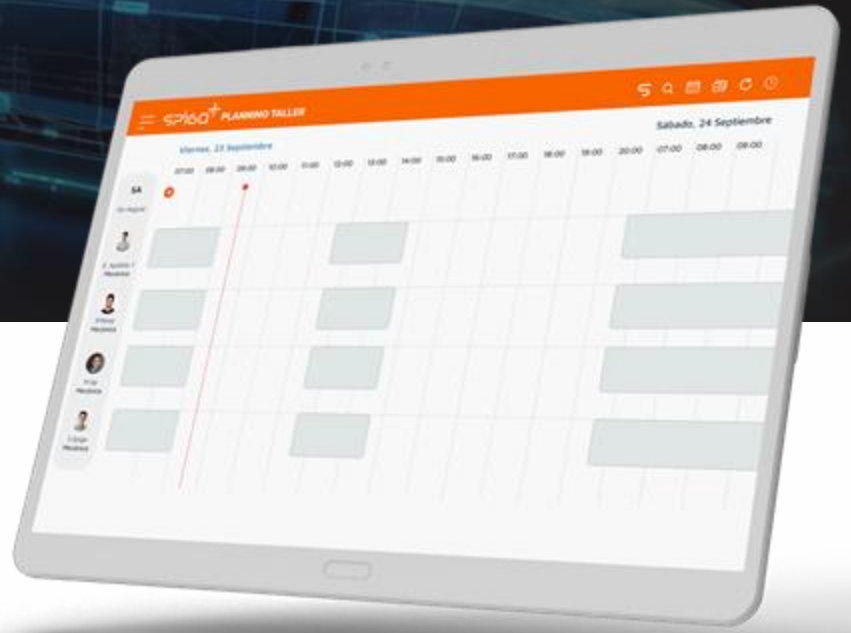 spiga+ PLANNING TALLER
Viernes, 23 Septiembre
Sábado, 24 Septiembre
07:00 08:00 09:00 10:00 11:00 12:00 13:00 14:00 15:00 16:00 17:00 18:00 19:00 20:00 07:00 08:00 09:00
SA
Mecánico
Mecánico
Mecánico
Mecánico